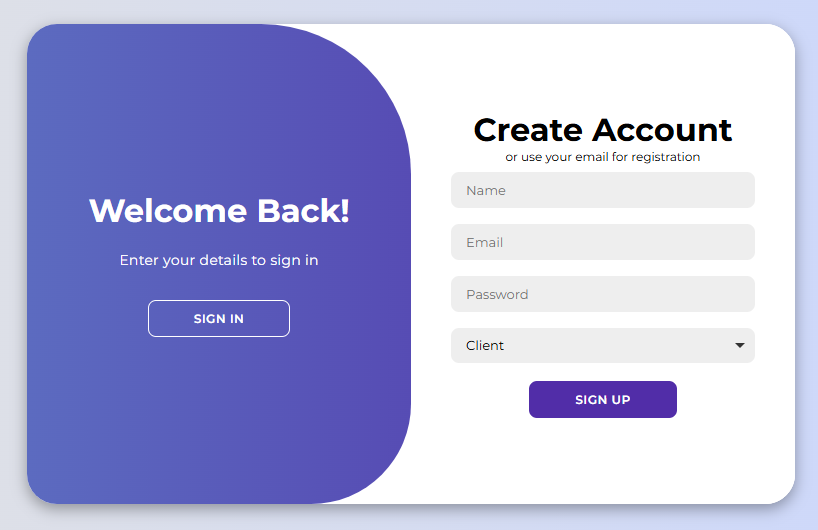 Welcome Back!
Enter your details to sign in
SIGN IN
Create Account
or use your email for registration
Name
Email
Password
Client
SIGN UP